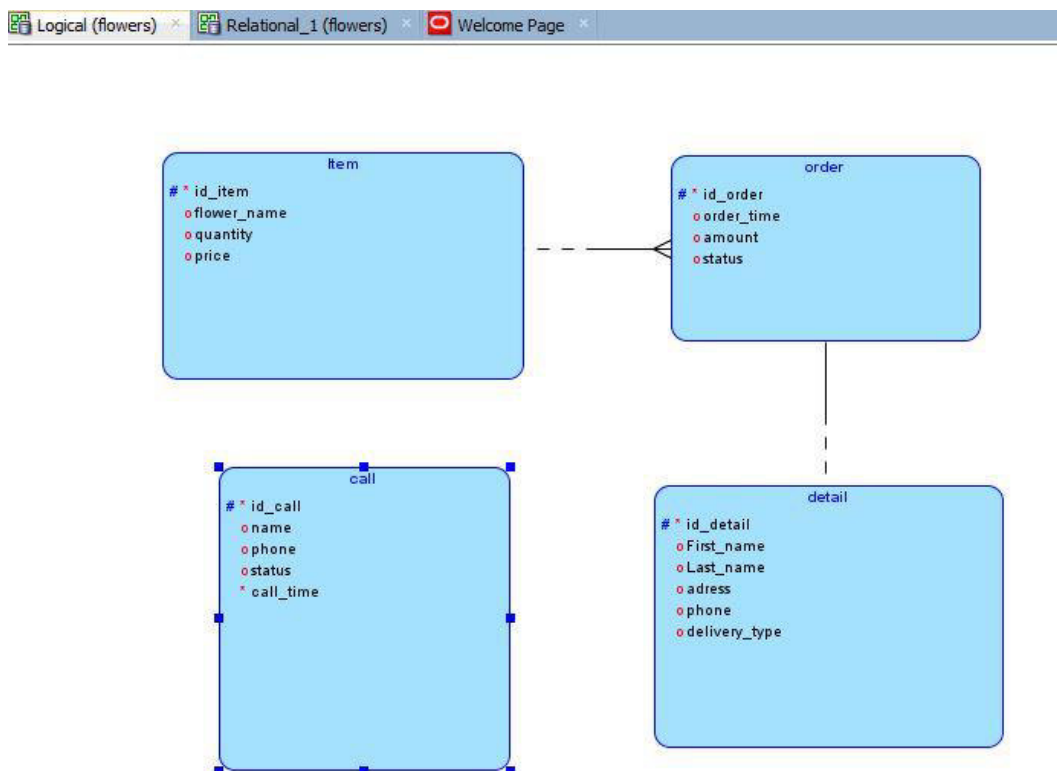 Logical (flowers) × Relational_1 (flowers) × Welcome Page ×
Item
# * id_item
o flower_name
o quantity
o price
order
# * id_order
o order_time
o amount
o status
call
# * id_call
o name
o phone
o status
* call_time
detail
# * id_detail
o First_name
o Last_name
o adress
o phone
o delivery_type